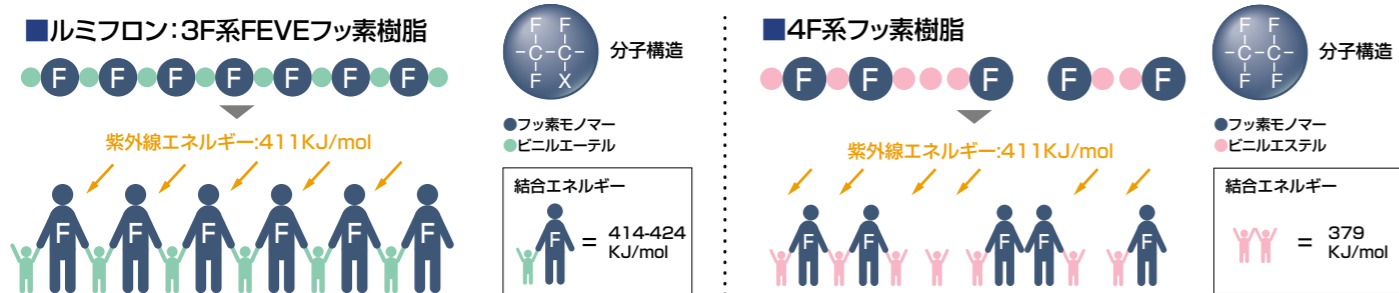 ■ルミフロン：3F系FEVEフッ素樹脂
F F F F F F F
紫外線エネルギー:411KJ/mol
F F F F F F
F F
-C-C-
F X
分子構造
●フッ素モノマー
●ビニルエーテル
結合エネルギー
F = 414-424
KJ/mol
■4F系フッ素樹脂
F F F F F
紫外線エネルギー:411KJ/mol
F F F F F
F F
-C-C-
F F
分子構造
●フッ素モノマー
●ビニルエステル
結合エネルギー
= 379
KJ/mol